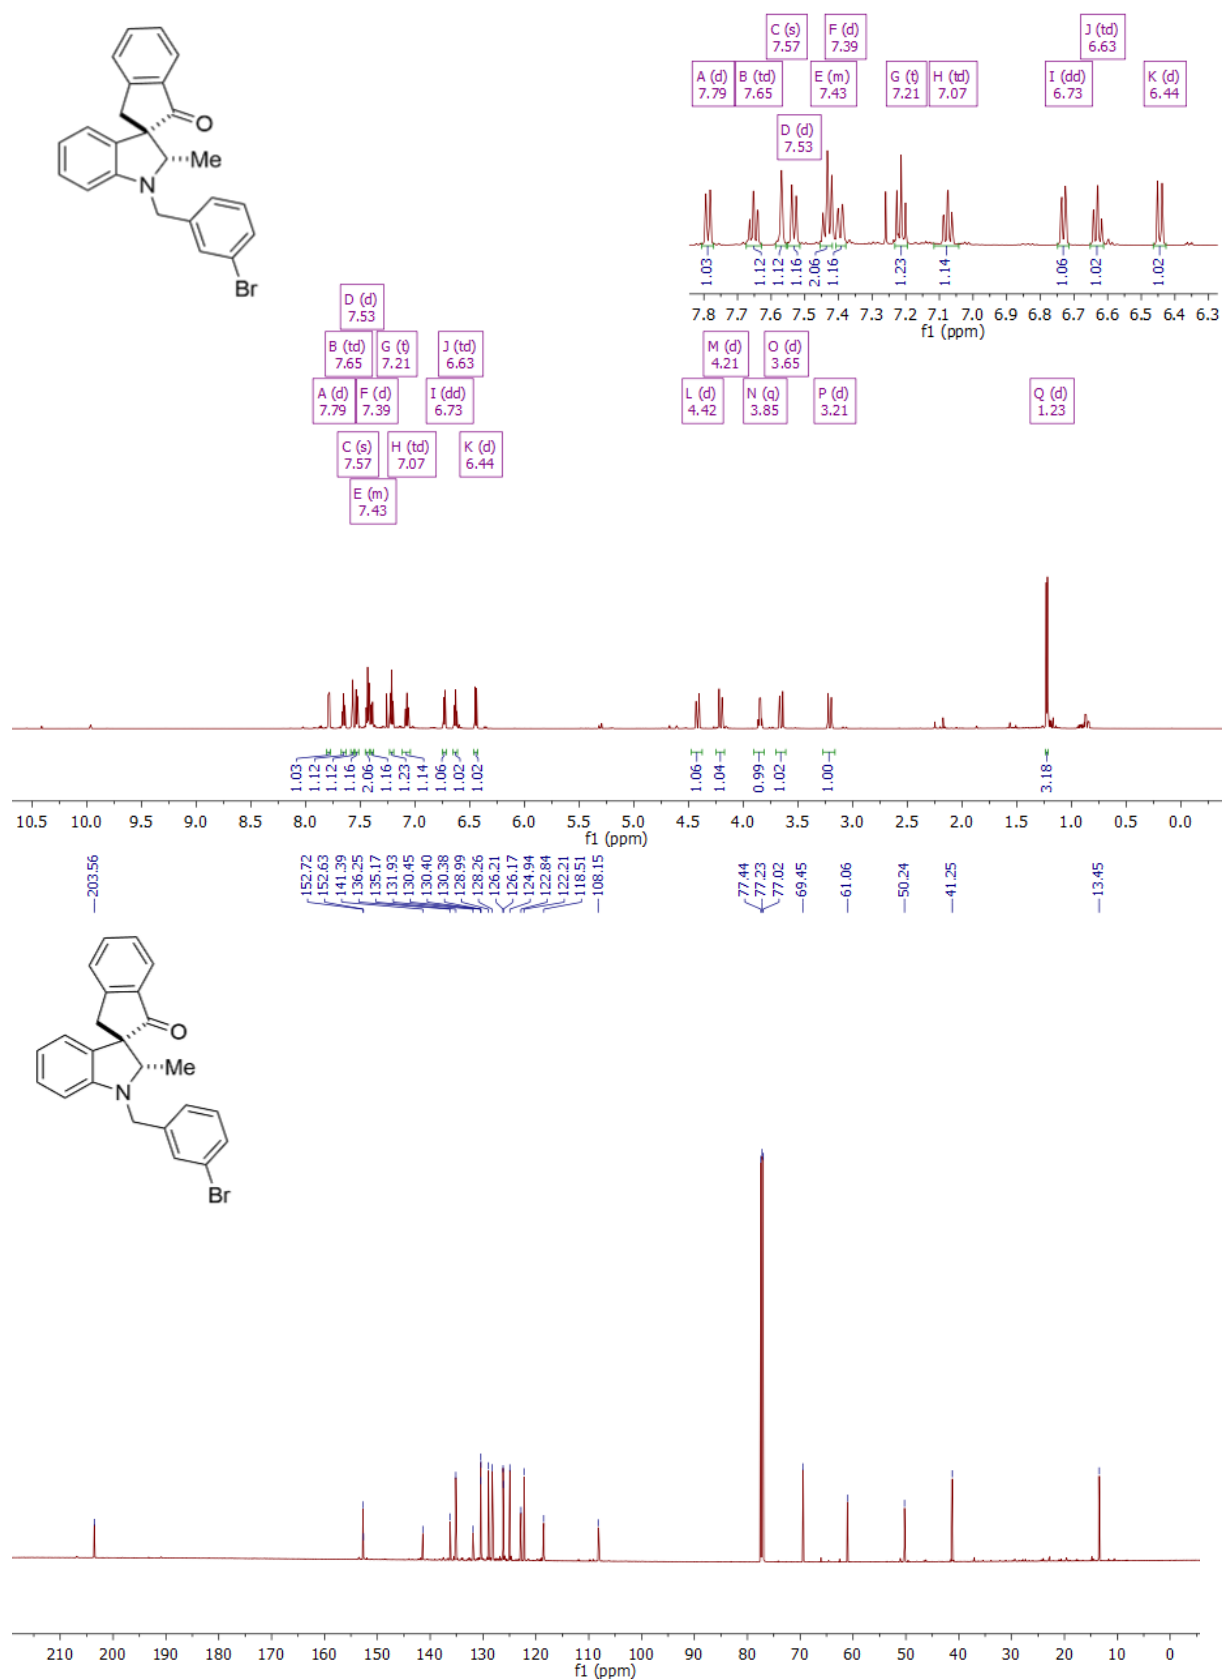 C (s) F (d) J (td)
7.57 7.39 6.63
A (d) B (td) E (m) G (t) H (td) I (dd) K (d)
7.79 7.65 7.43 7.21 7.07 6.73 6.44
D (d)
7.53
O
Me
N
Br
1.03 1.12 1.12 1.16 2.06 1.16 1.23 1.14 1.06 1.02 1.02
7.8 7.7 7.6 7.5 7.4 7.3 7.2 7.1 7.0 6.9 6.8 6.7 6.6 6.5 6.4 6.3
f1 (ppm)
D (d)
7.53
B (td) G (t) J (td) M (d) O (d)
7.65 7.21 6.63 4.21 3.65
A (d) F (d) I (dd) L (d) N (q) P (d) Q (d)
7.79 7.39 6.73 4.42 3.85 3.21 1.23
C (s) H (td) K (d)
7.57 7.07 6.44
E (m)
7.43
1.03 1.12 1.12 1.16 2.06 1.16 1.23 1.14 1.06 1.02 1.02 1.06 1.04 0.99 1.02 1.00 3.18
10.5 10.0 9.5 9.0 8.5 8.0 7.5 7.0 6.5 6.0 5.5 5.0 4.5 4.0 3.5 3.0 2.5 2.0 1.5 1.0 0.5 0.0
f1 (ppm)
203.56 152.72 152.63 141.39 136.25 135.17 131.93 130.45 130.40 130.38 128.99 128.26 126.21 126.17 124.94 122.84 122.21 118.51 108.15 77.44 77.23 77.02 69.45 61.06 50.24 41.25 13.45
O
Me
N
Br
210 200 190 180 170 160 150 140 130 120 110 100 90 80 70 60 50 40 30 20 10 0
f1 (ppm)